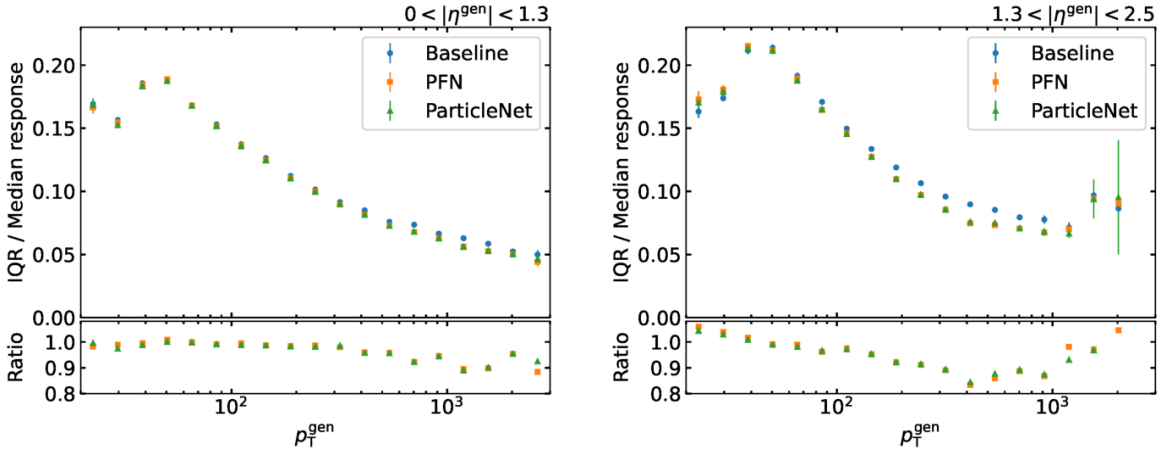 0 < |η^gen| < 1.3
IQR / Median response
0.20
0.15
0.10
0.05
0.00
Baseline
PFN
ParticleNet
Ratio
1.0
0.9
0.8
10^2
10^3
p_T^gen
1.3 < |η^gen| < 2.5
IQR / Median response
0.20
0.15
0.10
0.05
0.00
Baseline
PFN
ParticleNet
Ratio
1.0
0.9
0.8
10^2
10^3
p_T^gen